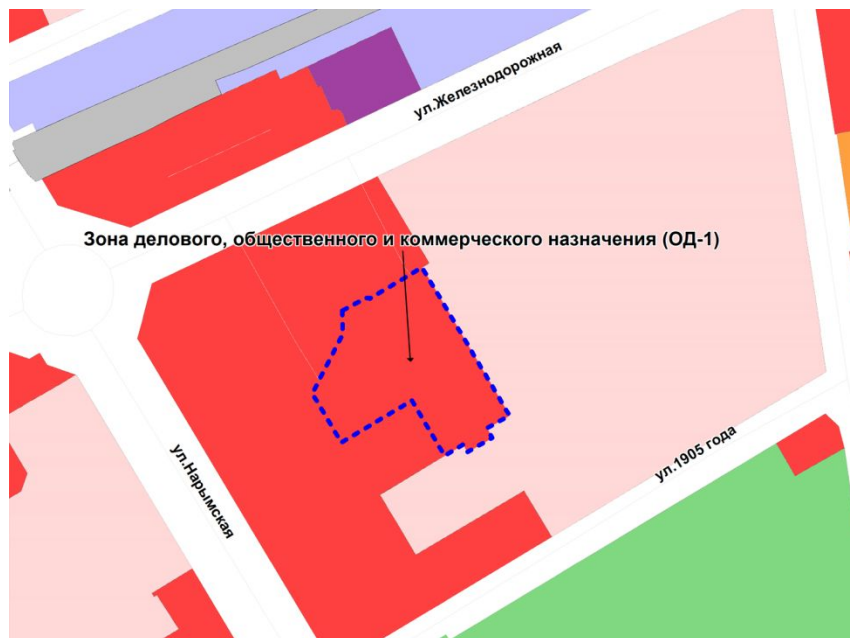 ул.Железнодорожная
Зона делового, общественного и коммерческого назначения (ОД-1)
ул.Нарымская
ул.1905 года